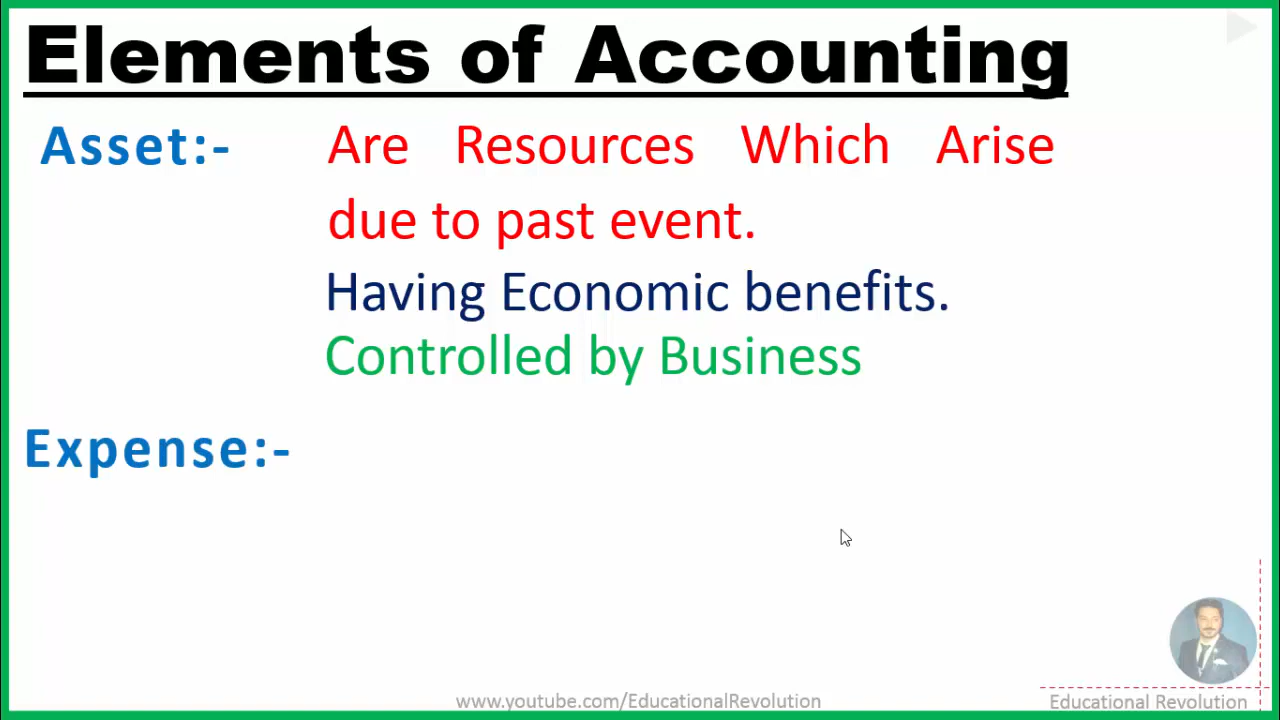 Elements of Accounting
Asset:- Are Resources Which Arise
due to past event.
Having Economic benefits.
Controlled by Business
Expense:-
www.youtube.com/EducationalRevolution
Educational Revolution